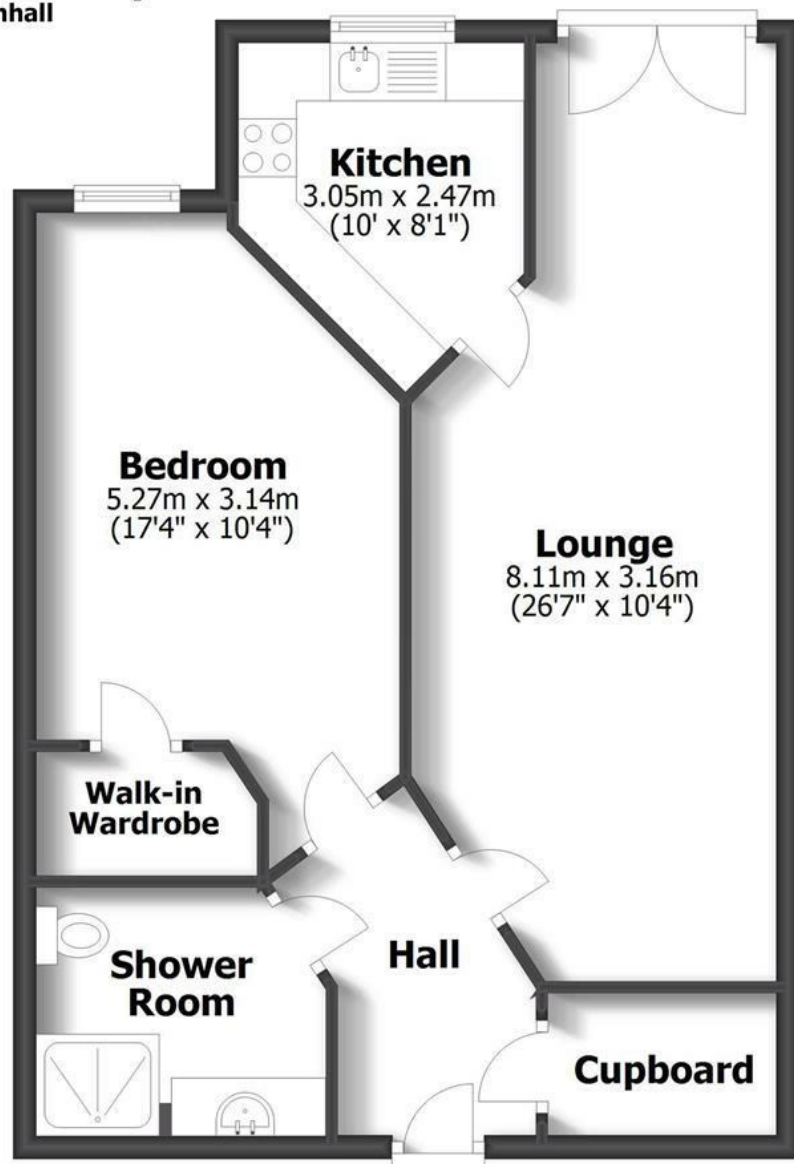 Kitchen
3.05m x 2.47m
(10' x 8'1")
Bedroom
5.27m x 3.14m
(17'4" x 10'4")
Lounge
8.11m x 3.16m
(26'7" x 10'4")
Walk-in
Wardrobe
Shower
Room
Hall
Cupboard